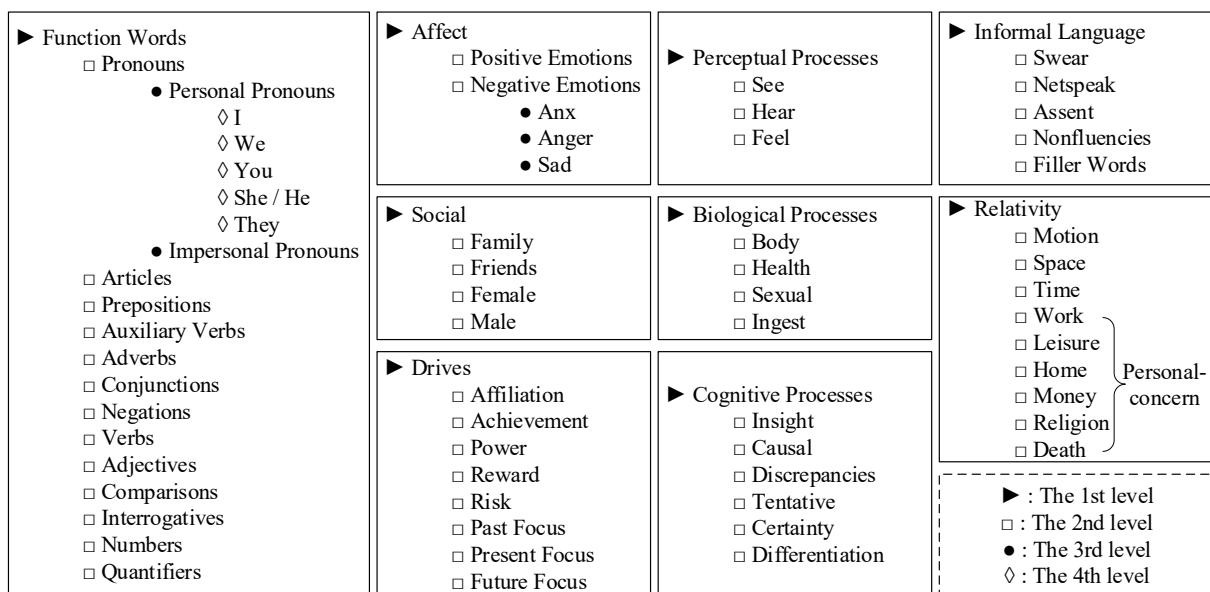 ► Function Words
□ Pronouns
● Personal Pronouns
◊ I
◊ We
◊ You
◊ She / He
◊ They
● Impersonal Pronouns
□ Articles
□ Prepositions
□ Auxiliary Verbs
□ Adverbs
□ Conjunctions
□ Negations
□ Verbs
□ Adjectives
□ Comparisons
□ Interrogatives
□ Numbers
□ Quantifiers
► Affect
□ Positive Emotions
□ Negative Emotions
● Anx
● Anger
● Sad
► Social
□ Family
□ Friends
□ Female
□ Male
► Drives
□ Affiliation
□ Achievement
□ Power
□ Reward
□ Risk
□ Past Focus
□ Present Focus
□ Future Focus
► Perceptual Processes
□ See
□ Hear
□ Feel
► Biological Processes
□ Body
□ Health
□ Sexual
□ Ingest
► Cognitive Processes
□ Insight
□ Causal
□ Discrepancies
□ Tentative
□ Certainty
□ Differentiation
► Informal Language
□ Swear
□ Netspeak
□ Assent
□ Nonfluencies
□ Filler Words
► Relativity
□ Motion
□ Space
□ Time
□ Work
□ Leisure
□ Home
□ Money
□ Religion
□ Death
Personal-
concern
► : The 1st level
□ : The 2nd level
● : The 3rd level
◊ : The 4th level